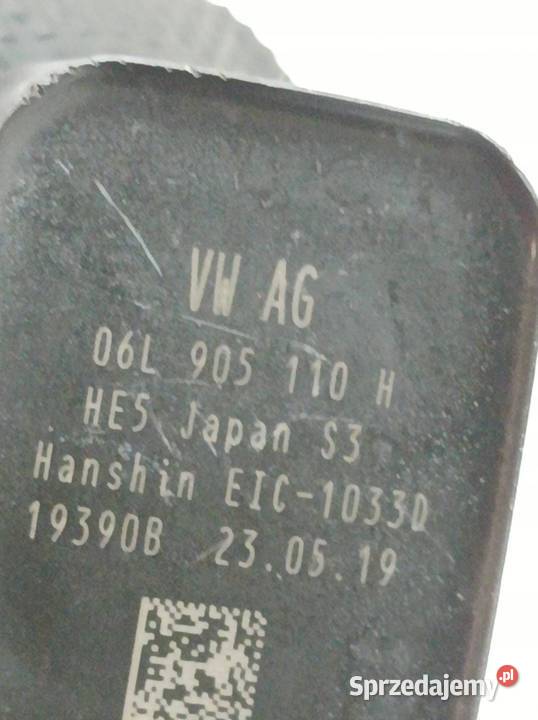 VW AG
06L 905 110 H
HE5 Japan S3
Hanshin EIC-1033D
19390B 23.05.19
Sprzedajemy.pl